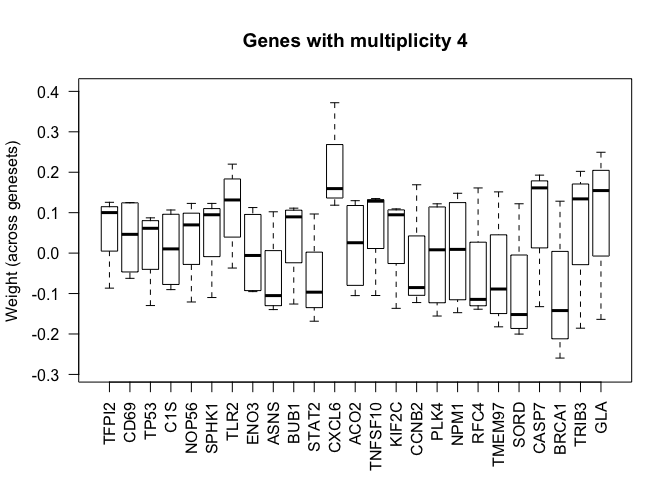 Genes with multiplicity 4
Weight (across genesets)
0.4
0.3
0.2
0.1
0.0
-0.1
-0.2
-0.3
TFPI2
CD69
TP53
C1S
NOP56
SPHK1
TLR2
ENO3
ASNS
BUB1
STAT2
CXCL6
ACO2
TNFSF10
KIF2C
CCNB2
PLK4
NPM1
RFC4
TMEM97
SORD
CASP7
BRCA1
TRIB3
GLA